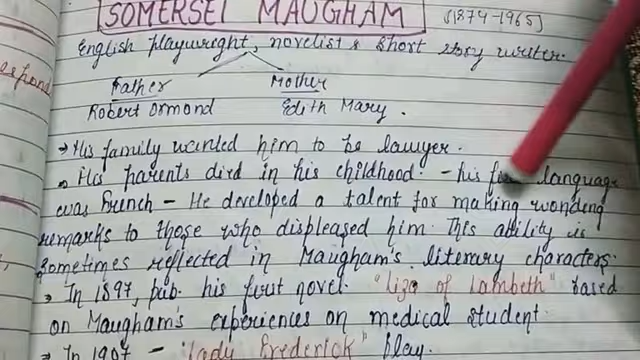 SOMERSET MAUGHAM (1874-1965)
English playwright, novelist & short story writer.
Father Mother
Robert Ormond Edith Mary.
→ His family wanted him to be lawyer.
→ His parents died in his childhood. - his language
was French - He developed a talent for making wonding
remarks to those who displeased him. This ability is
sometimes reflected in Maugham's literary characters.
→ In 1897, pub. his first novel. "Liza of Lambeth" based
on Maugham's experiences on medical student.
→ In 1907 - "Lady Frederick" Play.
respond